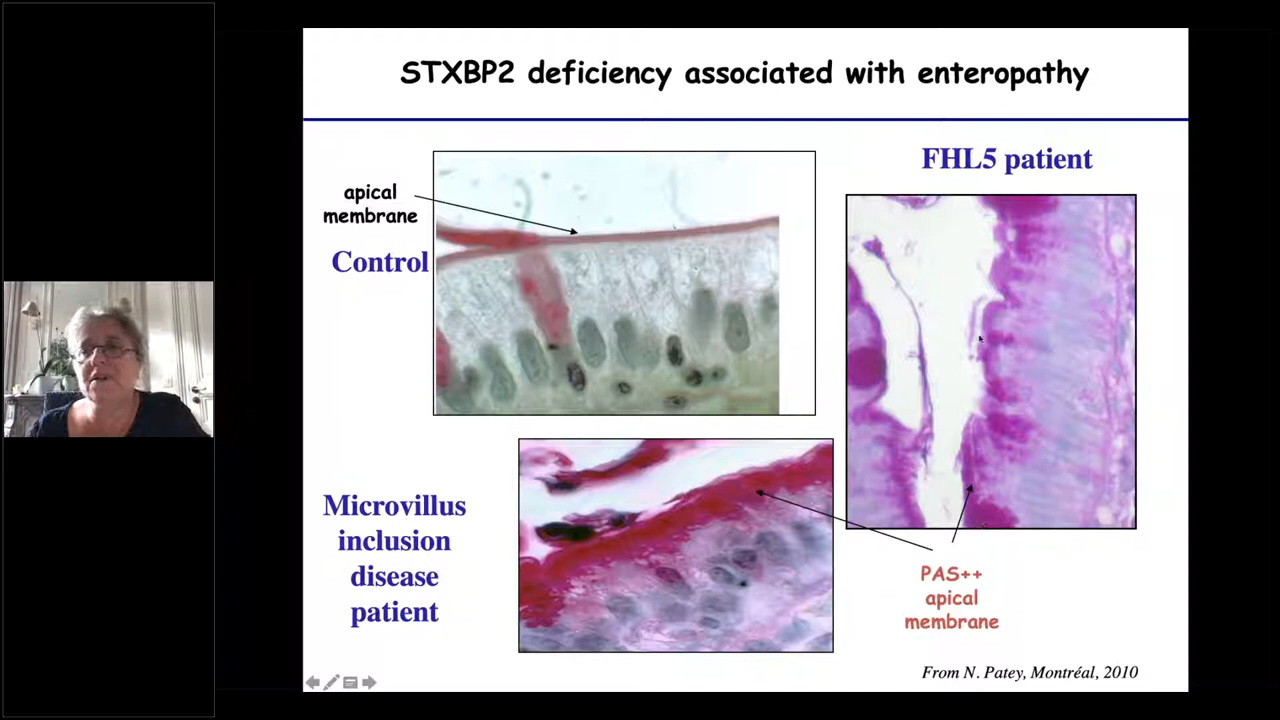 STXBP2 deficiency associated with enteropathy
FHL5 patient
apical
membrane
Control
Microvillus
inclusion
disease
patient
PAS++
apical
membrane
From N. Patey, Montréal, 2010